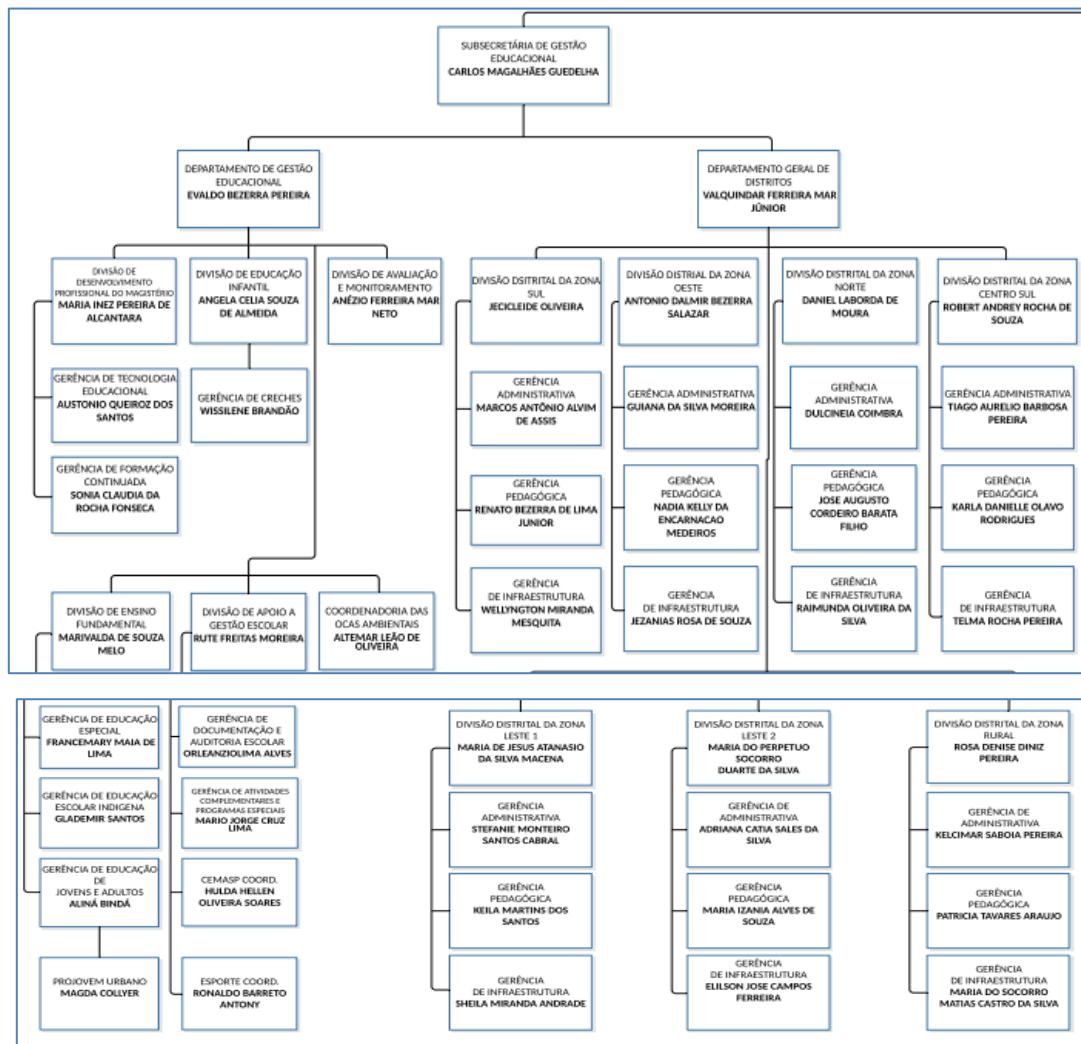 SUBSECRETÁRIA DE GESTÃO
EDUCACIONAL
CARLOS MAGALHÃES GUEDELHA
DEPARTAMENTO DE GESTÃO
EDUCACIONAL
EVALDO BEZERRA PEREIRA
DEPARTAMENTO GERAL DE
DISTRITOS
VALQUINDAR FERREIRA MAR
JÚNIOR
DIVISÃO DE
DESENVOLVIMENTO
PROFISSIONAL DO MAGISTÉRIO
MARIA INEZ PEREIRA DE
ALCANTARA
DIVISÃO DE EDUCAÇÃO
INFANTIL
ANGELA CELIA SOUZA
DE ALMEIDA
DIVISÃO DE AVALIAÇÃO
E MONITORAMENTO
ANÉZIO FERREIRA MAR
NETO
DIVISÃO DSITRITAL DA ZONA
SUL
JECICLEIDE OLIVEIRA
DIVISÃO DISTRIAL DA ZONA
OESTE
ANTONIO DALMIR BEZERRA
SALAZAR
DIVISÃO DISTRITAL DA ZONA
NORTE
DANIEL LABORDA DE
MOURA
DIVISÃO DISTRITAL DA ZONA
CENTRO SUL
ROBERT ANDREY ROCHA DE
SOUZA
GERÊNCIA DE TECNOLOGIA
EDUCACIONAL
AUSTONIO QUEIROZ DOS
SANTOS
GERÊNCIA DE CRECHES
WISSILENE BRANDÃO
GERÊNCIA
ADMINISTRATIVA
MARCOS ANTÔNIO ALVIM
DE ASSIS
GERÊNCIA ADMINISTRATIVA
GUIANA DA SILVA MOREIRA
GERÊNCIA
ADMINISTRATIVA
DULCINEIA COIMBRA
GERÊNCIA ADMINISTRATIVA
TIAGO AURELIO BARBOSA
PEREIRA
GERÊNCIA DE FORMAÇÃO
CONTINUADA
SONIA CLAUDIA DA
ROCHA FONSECA
GERÊNCIA
PEDAGÓGICA
RENATO BEZERRA DE LIMA
JUNIOR
GERÊNCIA
PEDAGÓGICA
NADIA KELLY DA
ENCARNACAO
MEDEIROS
GERÊNCIA
PEDAGÓGICA
JOSE AUGUSTO
CORDEIRO BARATA
FILHO
GERÊNCIA
PEDAGÓGICA
KARLA DANIELLE OLAVO
RODRIGUES
GERÊNCIA
DE INFRAESTRUTURA
WELLYNGTON MIRANDA
MESQUITA
GERÊNCIA
DE INFRAESTRUTURA
JEZANIAS ROSA DE SOUZA
GERÊNCIA
DE INFRAESTRUTURA
RAIMUNDA OLIVEIRA DA
SILVA
GERÊNCIA
DE INFRAESTRUTURA
TELMA ROCHA PEREIRA
DIVISÃO DE ENSINO
FUNDAMENTAL
MARIVALDA DE SOUZA
MELO
DIVISÃO DE APOIO A
GESTÃO ESCOLAR
RUTE FREITAS MOREIRA
COORDENADORIA DAS
OCAS AMBIENTAIS
ALTEMAR LEÃO DE
OLIVEIRA
GERÊNCIA DE EDUCAÇÃO
ESPECIAL
FRANCEMARY MAIA DE
LIMA
GERÊNCIA DE
DOCUMENTAÇÃO E
AUDITORIA ESCOLAR
ORLEANZIOLIMA ALVES
DIVISÃO DISTRITAL DA ZONA
LESTE 1
MARIA DE JESUS ATANASIO
DA SILVA MACENA
DIVISÃO DISTRITAL DA ZONA
LESTE 2
MARIA DO PERPETUO
SOCORRO
DUARTE DA SILVA
DIVISÃO DISTRITAL DA ZONA
RURAL
ROSA DENISE DINIZ
PEREIRA
GERÊNCIA DE EDUCAÇÃO
ESCOLAR INDIGENA
GLADEMIR SANTOS
GERÊNCIA DE ATIVIDADES
COMPLEMENTARES E
PROGRAMAS ESPECIAIS
MARIO JORGE CRUZ
LIMA
GERÊNCIA
ADMINISTRATIVA
STEFANIE MONTEIRO
SANTOS CABRAL
GERÊNCIA DE
ADMINISTRATIVA
ADRIANA CATIA SALES DA
SILVA
GERÊNCIA DE
ADMINISTRATIVA
KELCIMAR SABOIA PEREIRA
GERÊNCIA DE EDUCAÇÃO
DE
JOVENS E ADULTOS
ALINÁ BINDÁ
CEMASP COORD.
HULDA HELLEN
OLIVEIRA SOARES
GERÊNCIA
PEDAGÓGICA
KEILA MARTINS DOS
SANTOS
GERÊNCIA
PEDAGÓGICA
MARIA IZANIA ALVES DE
SOUZA
GERÊNCIA
PEDAGÓGICA
PATRICIA TAVARES ARAUJO
PROJOVEM URBANO
MAGDA COLLYER
ESPORTE COORD.
RONALDO BARRETO
ANTONY
GERÊNCIA
DE INFRAESTRUTURA
SHEILA MIRANDA ANDRADE
GERÊNCIA
DE INFRAESTRUTURA
ELILSON JOSE CAMPOS
FERREIRA
GERÊNCIA
DE INFRAESTRUTURA
MARIA DO SOCORRO
MATIAS CASTRO DA SILVA